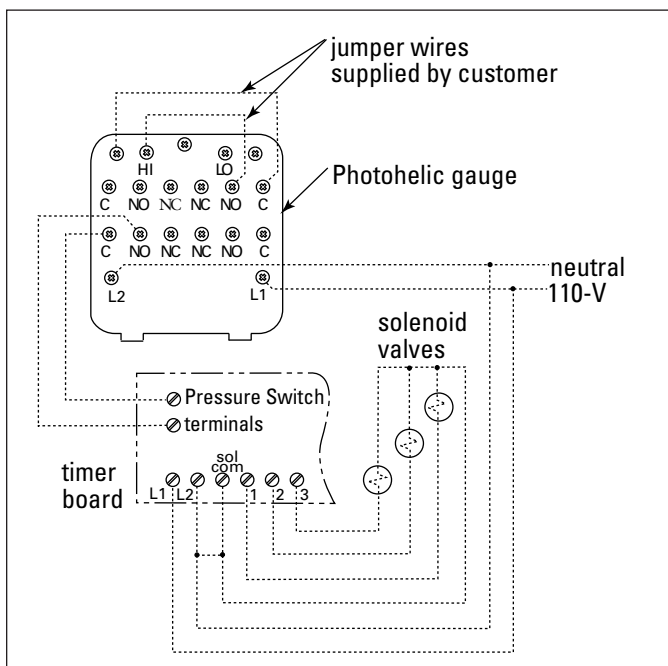 jumper wires
supplied by customer
HI LO
C NO NC NC NO C
Photohelic gauge
C NO NC NC NO C
L2 L1
neutral
110-V
solenoid
valves
Pressure Switch
terminals
timer
board
sol
com
L1 L2 1 2 3